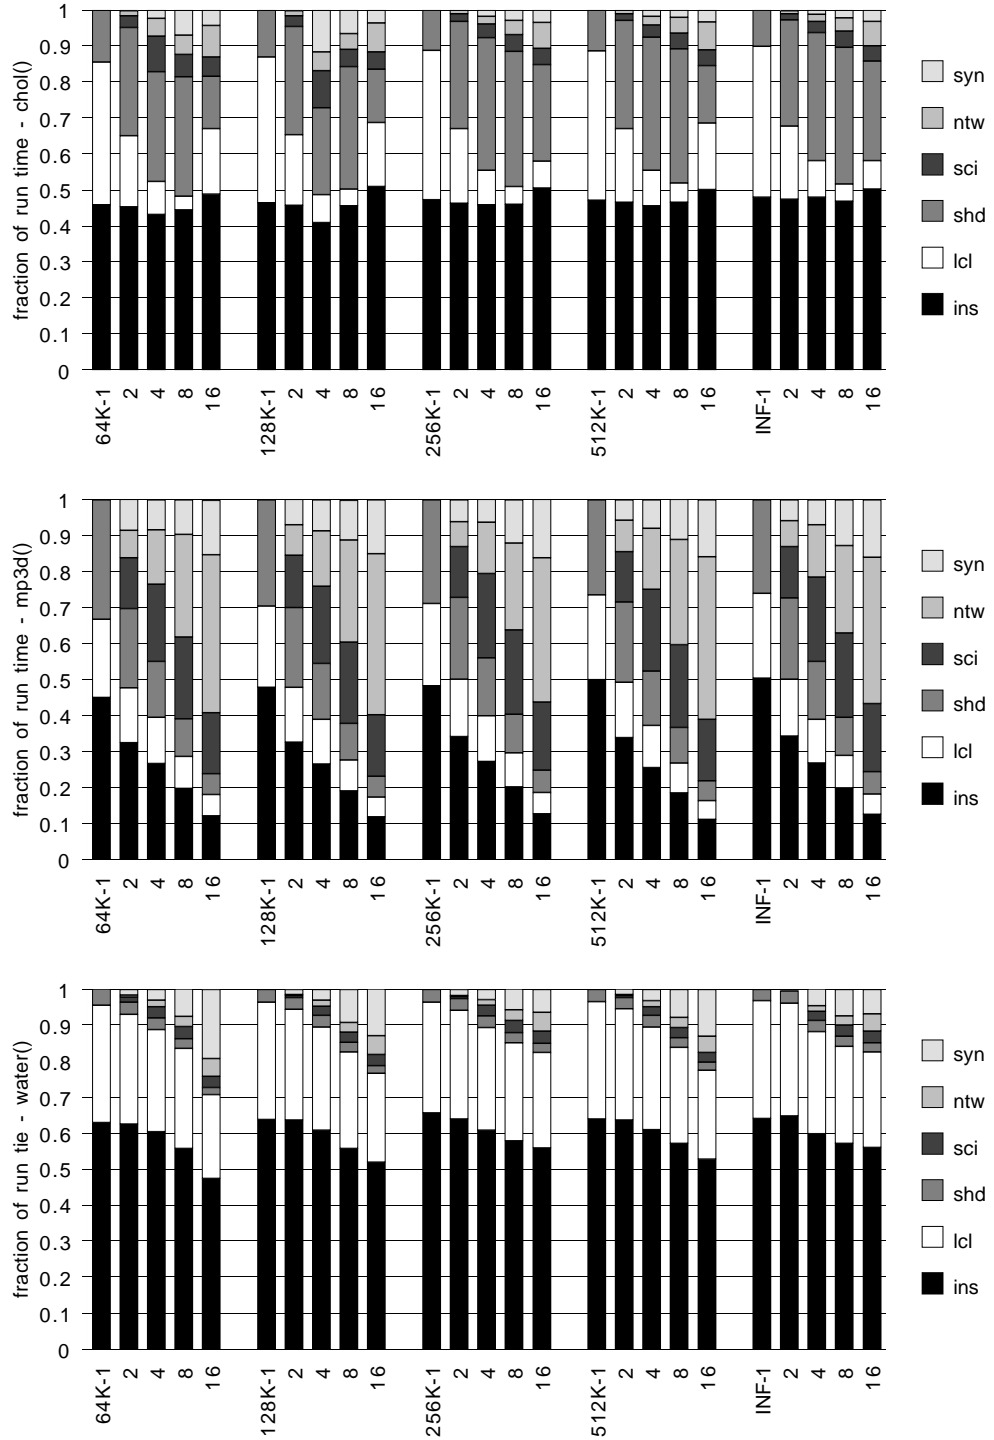 fraction of run time - chol()
1
0.9
0.8
0.7
0.6
0.5
0.4
0.3
0.2
0.1
0
64K-1 2 4 8 16 128K-1 2 4 8 16 256K-1 2 4 8 16 512K-1 2 4 8 16 INF-1 2 4 8 16
syn
ntw
sci
shd
lcl
ins
fraction of run time - mp3d()
1
0.9
0.8
0.7
0.6
0.5
0.4
0.3
0.2
0.1
0
64K-1 2 4 8 16 128K-1 2 4 8 16 256K-1 2 4 8 16 512K-1 2 4 8 16 INF-1 2 4 8 16
syn
ntw
sci
shd
lcl
ins
fraction of run tie - water()
1
0.9
0.8
0.7
0.6
0.5
0.4
0.3
0.2
0.1
0
64K-1 2 4 8 16 128K-1 2 4 8 16 256K-1 2 4 8 16 512K-1 2 4 8 16 INF-1 2 4 8 16
syn
ntw
sci
shd
lcl
ins